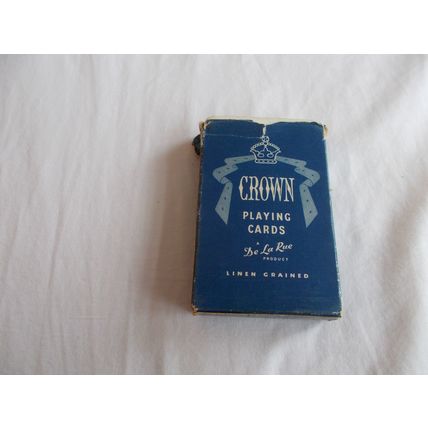 CROWN
PLAYING
CARDS
A
De La Rue
PRODUCT
LINEN GRAINED